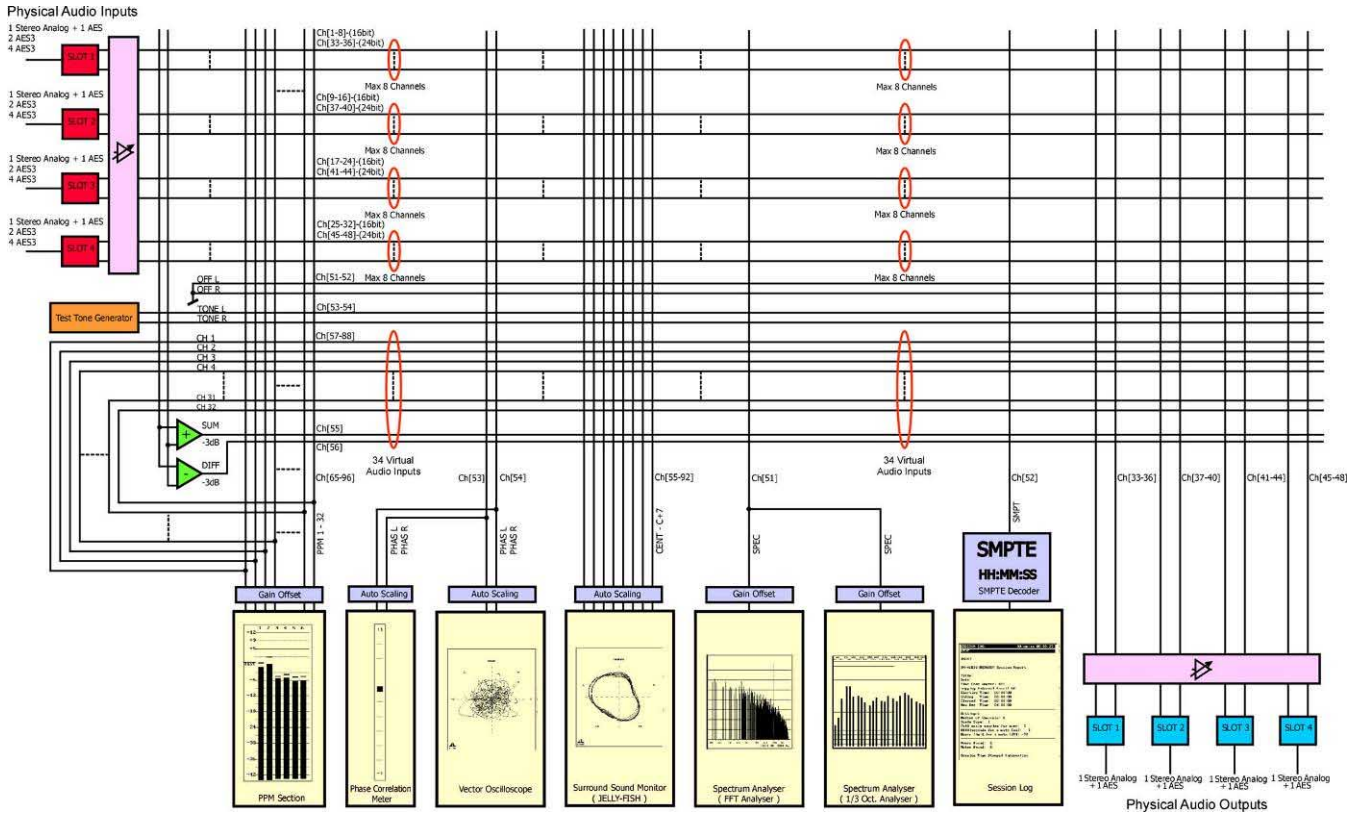 Physical Audio Inputs
1 Stereo Analog + 1 AES
2 AES3
4 AES3
SLOT 1
Ch[1-8]-(16bit)
Ch[33-36]-(24bit)
Max 8 Channels
Max 8 Channels
1 Stereo Analog + 1 AES
2 AES3
4 AES3
SLOT 2
Ch[9-16]-(16bit)
Ch[37-40]-(24bit)
Max 8 Channels
Max 8 Channels
1 Stereo Analog + 1 AES
2 AES3
4 AES3
SLOT 3
Ch[17-24]-(16bit)
Ch[41-44]-(24bit)
Max 8 Channels
Max 8 Channels
1 Stereo Analog + 1 AES
2 AES3
4 AES3
SLOT 4
Ch[25-32]-(16bit)
Ch[45-48]-(24bit)
Max 8 Channels
Max 8 Channels
OFF L
OFF R
Ch[51-52]
Test Tone Generator
TONE L
TONE R
Ch[53-54]
CH 1
CH 2
CH 3
CH 4
Ch[57-88]
CH 31
CH 32
+
SUM
-3dB
Ch[55]
-
DIFF
-3dB
Ch[56]
34 Virtual
Audio Inputs
34 Virtual
Audio Inputs
Ch[65-96]
Ch[53]
Ch[54]
Ch[55-92]
Ch[51]
Ch[52]
Ch[33-36]
Ch[37-40]
Ch[41-44]
Ch[45-48]
PPM 1 - 32
PHAS L
PHAS R
PHAS L
PHAS R
CENT - C+7
SPEC
SPEC
SMPT
SMPTE
HH:MM:SS
SMPTE Decoder
Gain Offset
Auto Scaling
Auto Scaling
Auto Scaling
Gain Offset
Gain Offset
PPM Section
Phase Correlation
Meter
Vector Oscilloscope
Surround Sound Monitor
( JELLY-FISH )
Spectrum Analyser
( FFT Analyser )
Spectrum Analyser
( 1/3 Oct. Analyser )
Session Log
SLOT 1
SLOT 2
SLOT 3
SLOT 4
1 Stereo Analog
+ 1AES
1 Stereo Analog
+ 1AES
1 Stereo Analog
+ 1AES
1 Stereo Analog
+ 1AES
Physical Audio Outputs